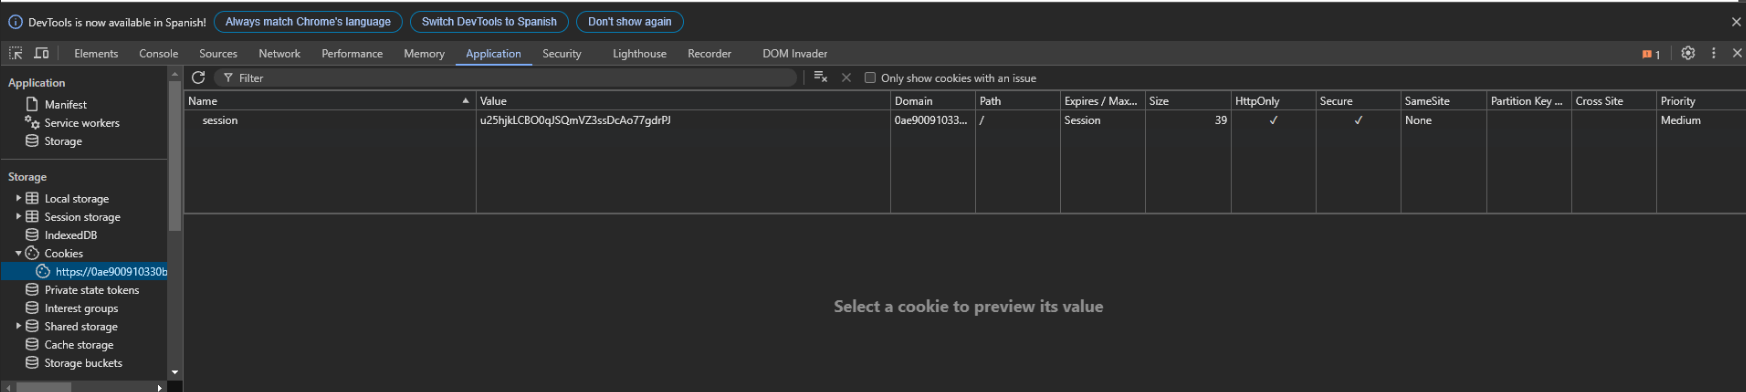 DevTools is now available in Spanish! Always match Chrome's language Switch DevTools to Spanish Don't show again
Elements Console Sources Network Performance Memory Application Security Lighthouse Recorder DOM Invader 1
Application
Manifest
Service workers
Storage
Storage
Local storage
Session storage
IndexedDB
Cookies
https://0ae900910330b
Private state tokens
Interest groups
Shared storage
Cache storage
Storage buckets
Filter Only show cookies with an issue
Name Value Domain Path Expires / Max... Size HttpOnly Secure SameSite Partition Key ... Cross Site Priority
session u25hjkLCBO0qJSQmVZ3ssDcAo77gdrPJ 0ae90091033... / Session 39 ✓ ✓ None Medium
Select a cookie to preview its value